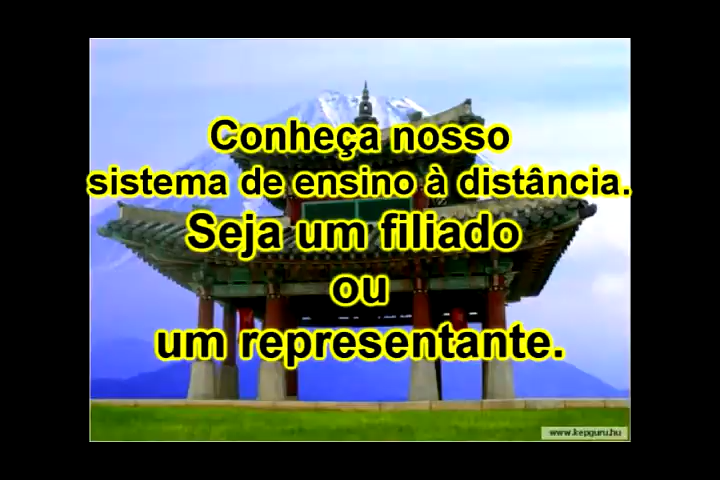 Conheça nosso
sistema de ensino à distância.
Seja um filiado
ou
um representante.
www.kepguru.hu